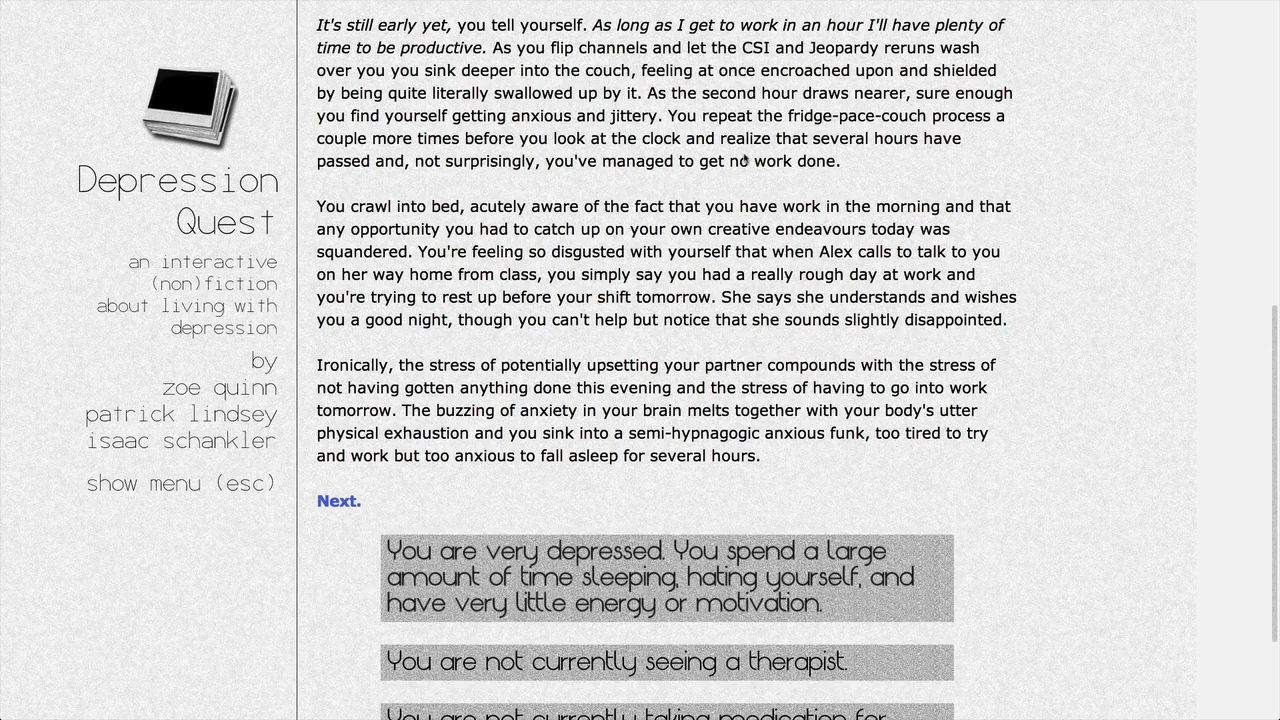 Depression
Quest
an interactive
(non)fiction
about living with
depression
by
zoe quinn
patrick lindsey
isaac schankler
show menu (esc)
It's still early yet, you tell yourself. As long as I get to work in an hour I'll have plenty of
time to be productive. As you flip channels and let the CSI and Jeopardy reruns wash
over you you sink deeper into the couch, feeling at once encroached upon and shielded
by being quite literally swallowed up by it. As the second hour draws nearer, sure enough
you find yourself getting anxious and jittery. You repeat the fridge-pace-couch process a
couple more times before you look at the clock and realize that several hours have
passed and, not surprisingly, you've managed to get no work done.
You crawl into bed, acutely aware of the fact that you have work in the morning and that
any opportunity you had to catch up on your own creative endeavours today was
squandered. You're feeling so disgusted with yourself that when Alex calls to talk to you
on her way home from class, you simply say you had a really rough day at work and
you're trying to rest up before your shift tomorrow. She says she understands and wishes
you a good night, though you can't help but notice that she sounds slightly disappointed.
Ironically, the stress of potentially upsetting your partner compounds with the stress of
not having gotten anything done this evening and the stress of having to go into work
tomorrow. The buzzing of anxiety in your brain melts together with your body's utter
physical exhaustion and you sink into a semi-hypnagogic anxious funk, too tired to try
and work but too anxious to fall asleep for several hours.
Next.
You are very depressed. You spend a large
amount of time sleeping, hating yourself, and
have very little energy or motivation.
You are not currently seeing a therapist.
You are not currently taking medication for